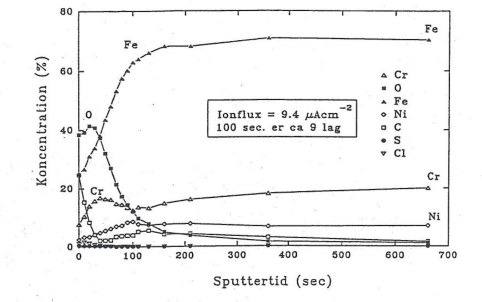 80
60
40
20
0
Koncentration (%)
Fe
Fe
O
Cr
Cr
Ni
Ionflux = 9.4 μAcm⁻²
100 sec. er ca 9 lag
Cr
O
Fe
Ni
C
S
Cl
0 100 200 300 400 500 600 700
Sputtertid (sec)